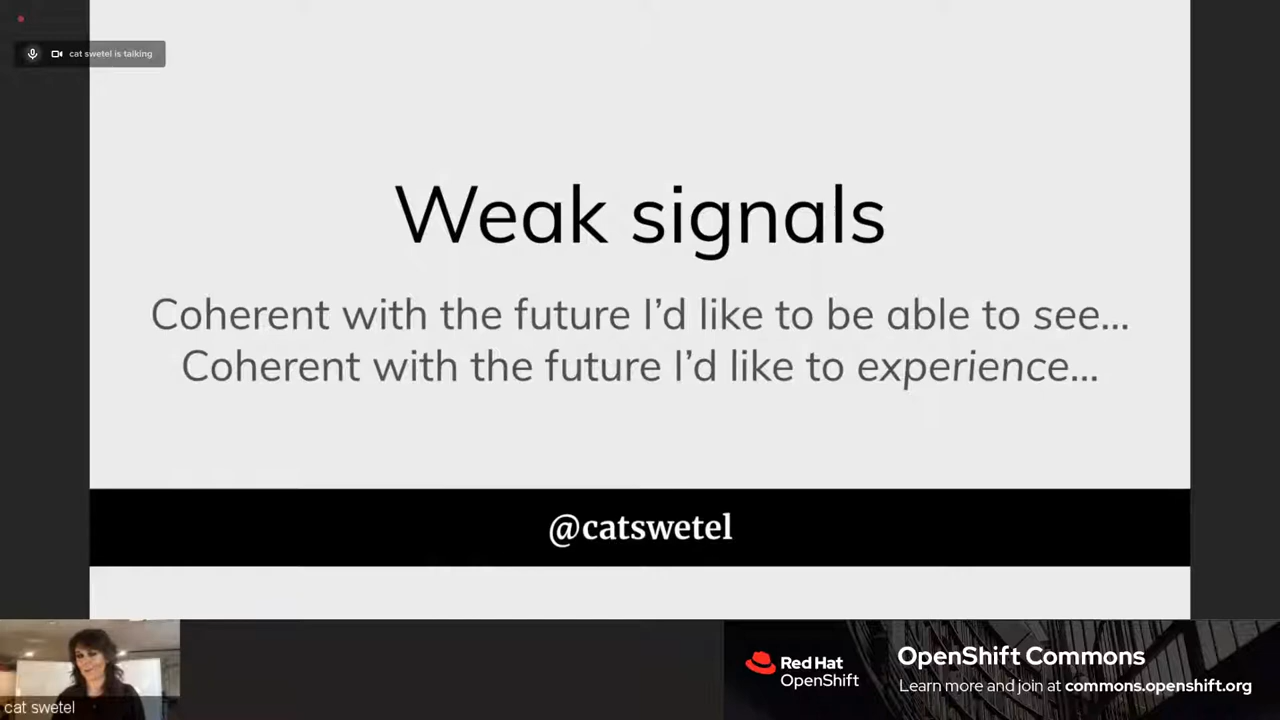 cat swetel is talking
Weak signals
Coherent with the future I’d like to be able to see...
Coherent with the future I’d like to experience...
@catswetel
cat swetel
Red Hat
OpenShift
OpenShift Commons
Learn more and join at commons.openshift.org